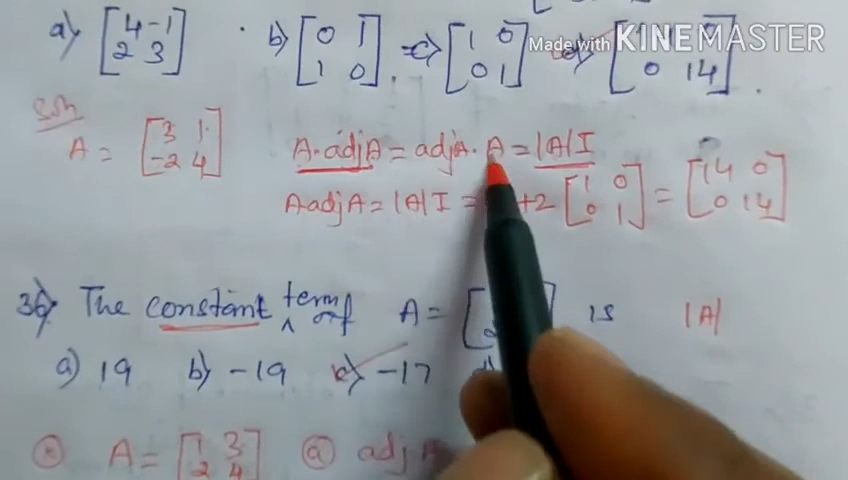 a) [4 -1
2 3] . b) [0 1
1 0] . c) [1 0
0 1] Made with KINEMASTER
0 14] .
Soln
A = [3 1
-2 4] A.adjA = adjA.A = |A| I
A.adjA = |A| I = +2 [1 0
0 1] = [14 0
0 14]
36) The constant term of A = is |A|
a) 19 b) -19 c) -17
A = [1 3
2 4] a adj A